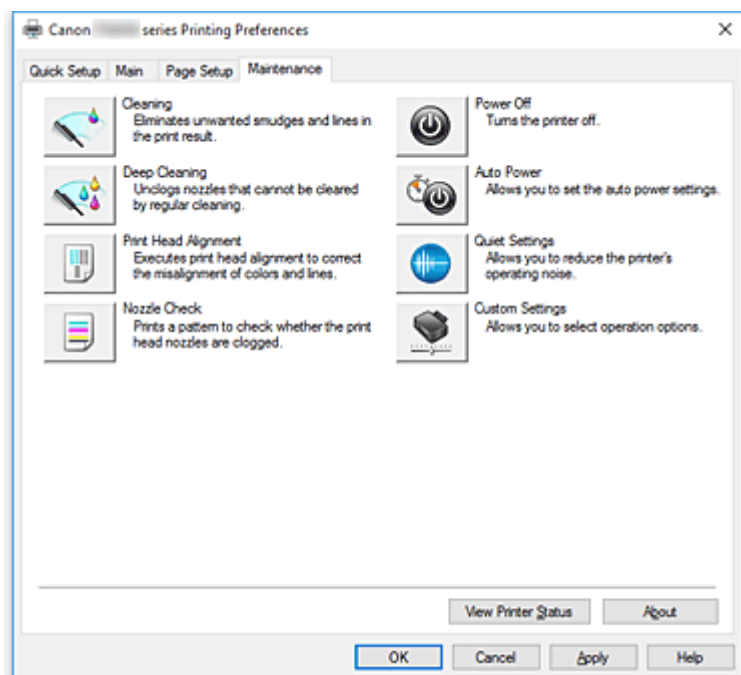 Canon series Printing Preferences
Quick Setup Main Page Setup Maintenance
Cleaning
Eliminates unwanted smudges and lines in
the print result.
Deep Cleaning
Unclogs nozzles that cannot be cleared
by regular cleaning.
Print Head Alignment
Executes print head alignment to correct
the misalignment of colors and lines.
Nozzle Check
Prints a pattern to check whether the print
head nozzles are clogged.
Power Off
Turns the printer off.
Auto Power
Allows you to set the auto power settings.
Quiet Settings
Allows you to reduce the printer's
operating noise.
Custom Settings
Allows you to select operation options.
View Printer Status About
OK Cancel Apply Help